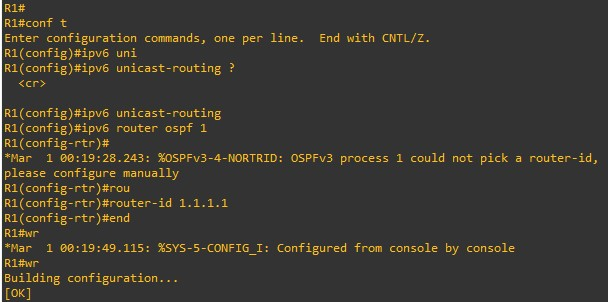 R1#
R1#conf t
Enter configuration commands, one per line.  End with CNTL/Z.
R1(config)#ipv6 uni
R1(config)#ipv6 unicast-routing ?
  <cr>

R1(config)#ipv6 unicast-routing
R1(config)#ipv6 router ospf 1
R1(config-rtr)#
*Mar  1 00:19:28.243: %OSPFv3-4-NORTRID: OSPFv3 process 1 could not pick a router-id,
please configure manually
R1(config-rtr)#rou
R1(config-rtr)#router-id 1.1.1.1
R1(config-rtr)#end
R1#wr
*Mar  1 00:19:49.115: %SYS-5-CONFIG_I: Configured from console by console
R1#wr
Building configuration...
[OK]